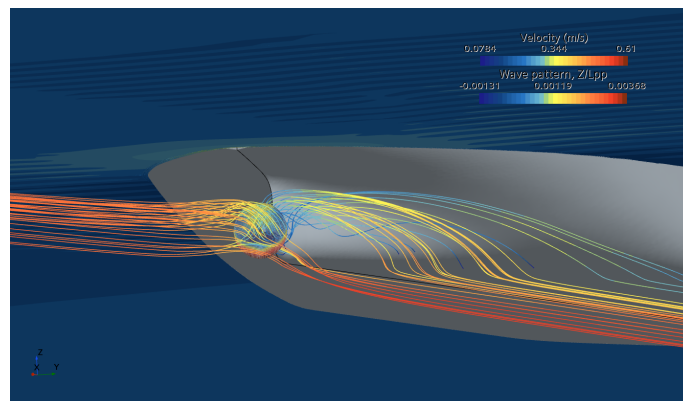 Velocity (m/s)
0.0784 0.344 0.61
Wave pattern, Z/Lpp
-0.00131 0.00119 0.00368
Z
X Y